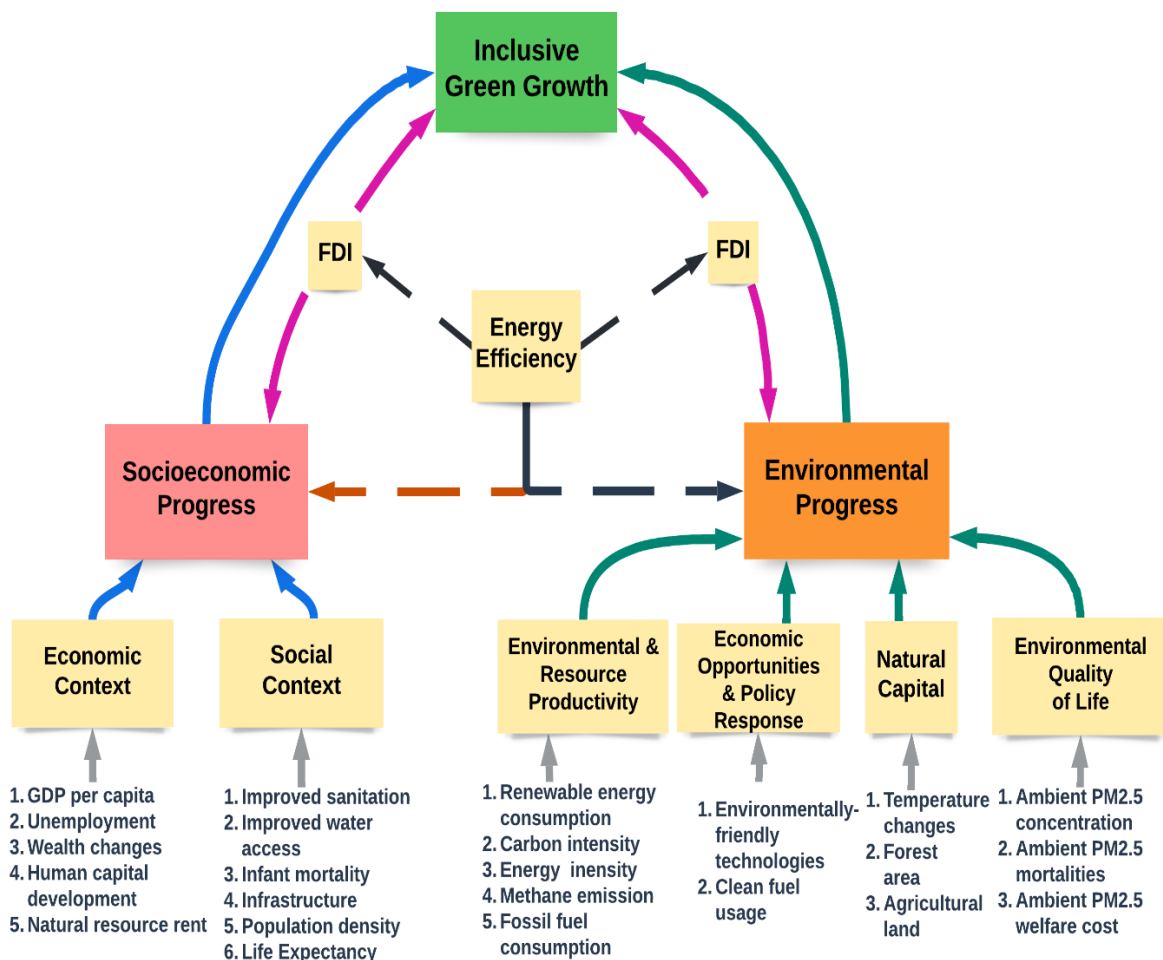 Inclusive
Green Growth
FDI
FDI
Energy
Efficiency
Socioeconomic
Progress
Environmental
Progress
Economic
Context
Social
Context
Environmental &
Resource
Productivity
Economic
Opportunities
& Policy
Response
Natural
Capital
Environmental
Quality
of Life
1. GDP per capita
2. Unemployment
3. Wealth changes
4. Human capital
development
5. Natural resource rent
1. Improved sanitation
2. Improved water
access
3. Infant mortality
4. Infrastructure
5. Population density
6. Life Expectancy
1. Renewable energy
consumption
2. Carbon intensity
3. Energy inensity
4. Methane emission
5. Fossil fuel
consumption
1. Environmentally-
friendly
technologies
2. Clean fuel
usage
1. Temperature
changes
2. Forest
area
3. Agricultural
land
1. Ambient PM2.5
concentration
2. Ambient PM2.5
mortalities
3. Ambient PM2.5
welfare cost